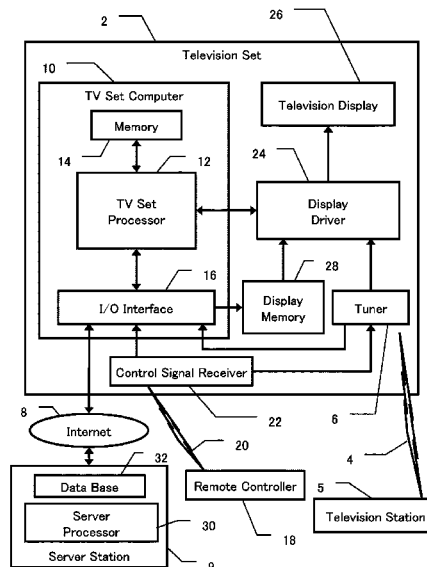 2
26
Television Set
10
TV Set Computer
Television Display
Memory
14
12
24
TV Set
Processor
Display
Driver
16
28
I/O Interface
Display
Memory
Tuner
Control Signal Receiver
8
22
6
Internet
20
4
32
5
Data Base
Remote Controller
Television Station
Server
Processor
30
18
Server Station
9